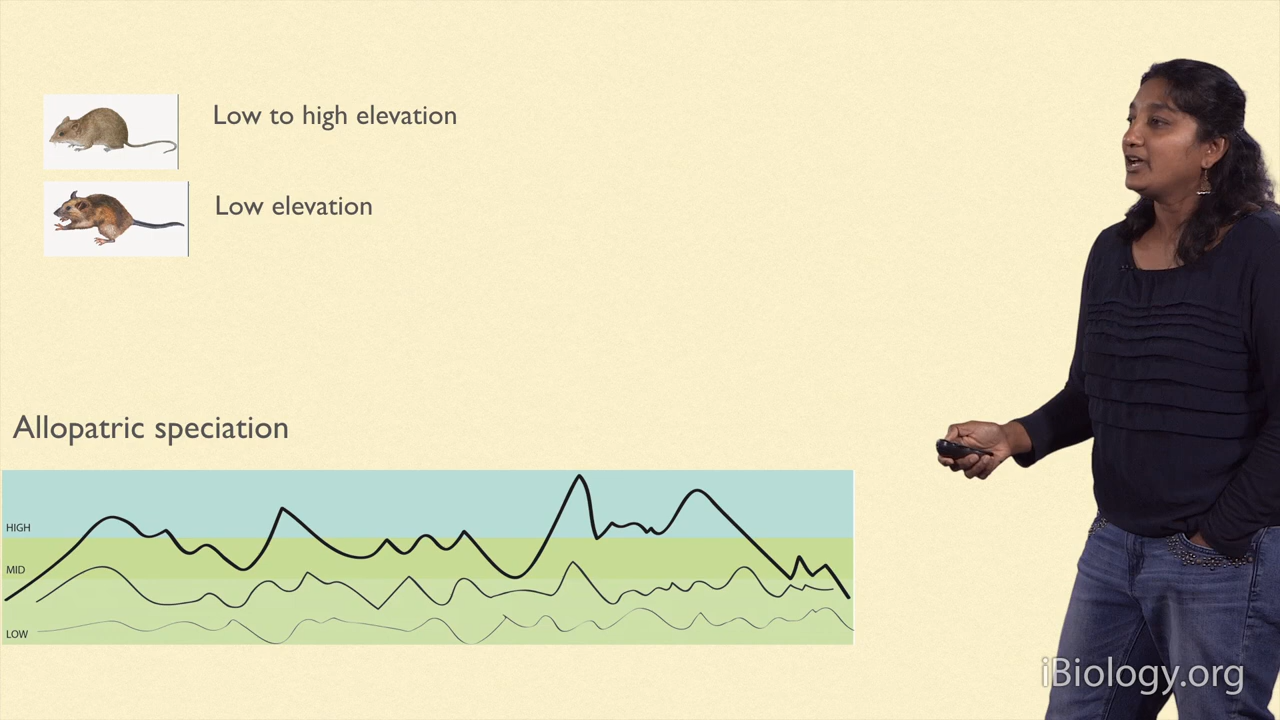 Low to high elevation
Low elevation
Allopatric speciation
HIGH
MID
LOW
iBiology.org